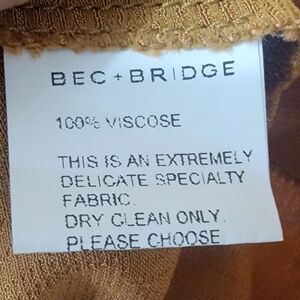 BEC + BRIDGE
100% VISCOSE
THIS IS AN EXTREMELY
DELICATE SPECIALTY
FABRIC.
DRY CLEAN ONLY.
PLEASE CHOOSE